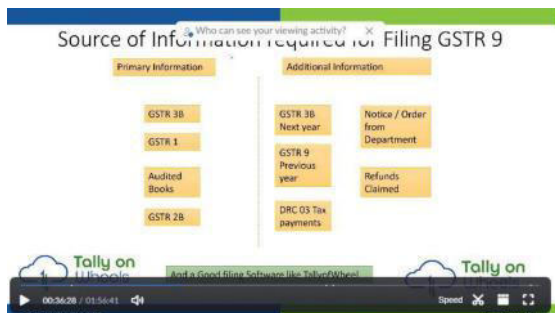 Who can see your viewing activity?
Source of Information required for Filing GSTR 9
Primary Information
Additional Information
GSTR 3B
GSTR 1
Audited
Books
GSTR 2B
GSTR 3B
Next year
GSTR 9
Previous
year
DRC 03 Tax
payments
Notice / Order
from
Department
Refunds
Claimed
Tally on
Wheels
And a Good filing Software like TallyofWheel
Tally on
00:36:28 / 01:56:41
Speed